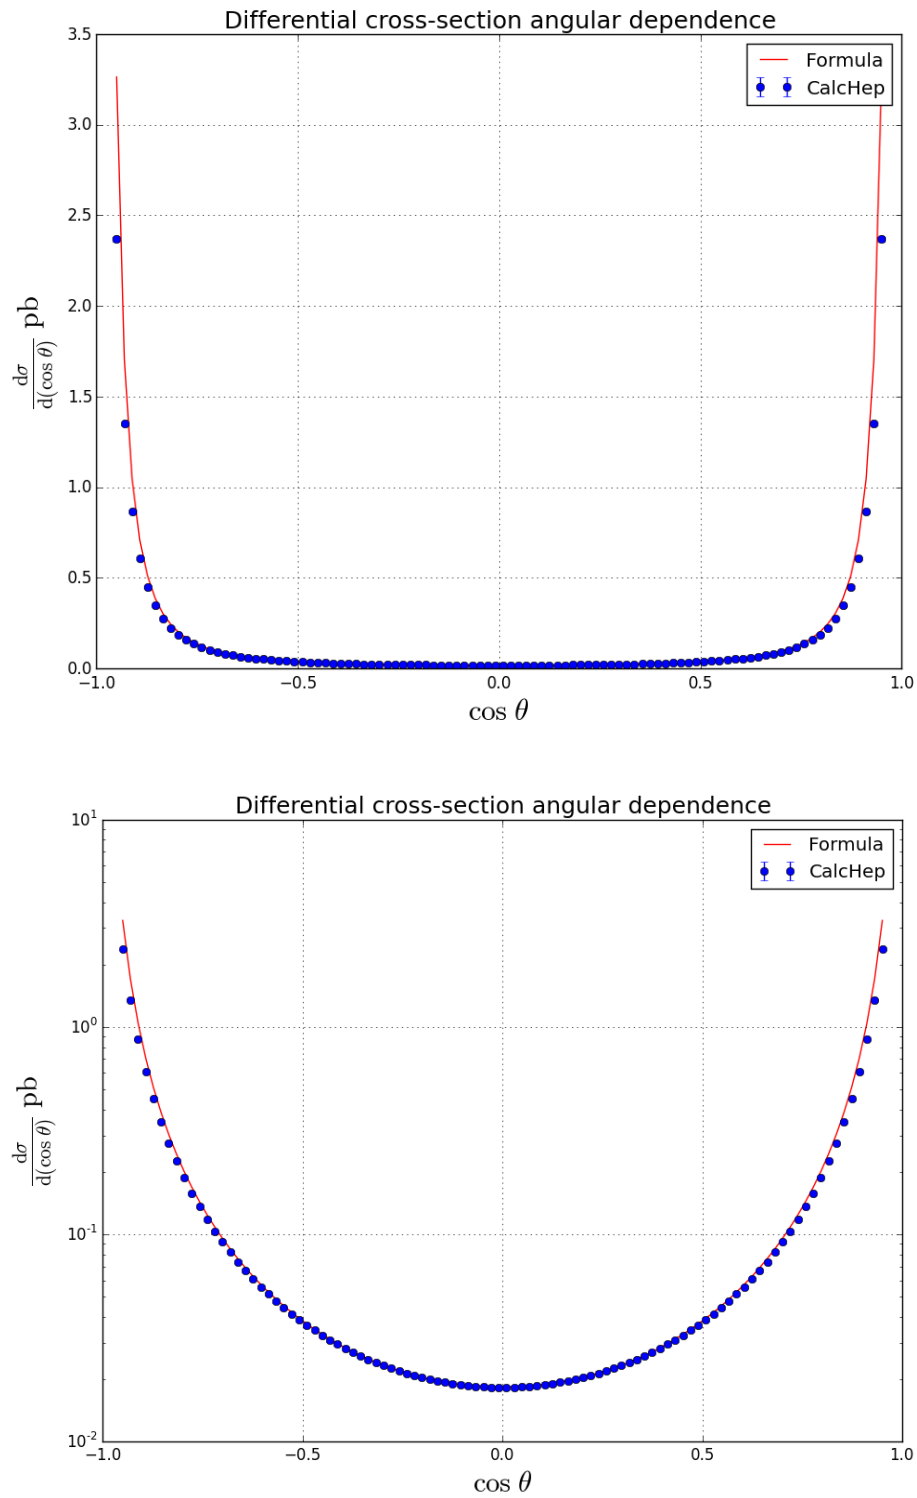 Differential cross-section angular dependence
3.5
3.0
2.5
2.0
1.5
1.0
0.5
0.0
Formula
CalcHep
dσ
d(cos θ)
pb
−1.0 −0.5 0.0 0.5 1.0
cos θ
Differential cross-section angular dependence
10^1
10^0
10^-1
10^-2
Formula
CalcHep
dσ
d(cos θ)
pb
−1.0 −0.5 0.0 0.5 1.0
cos θ